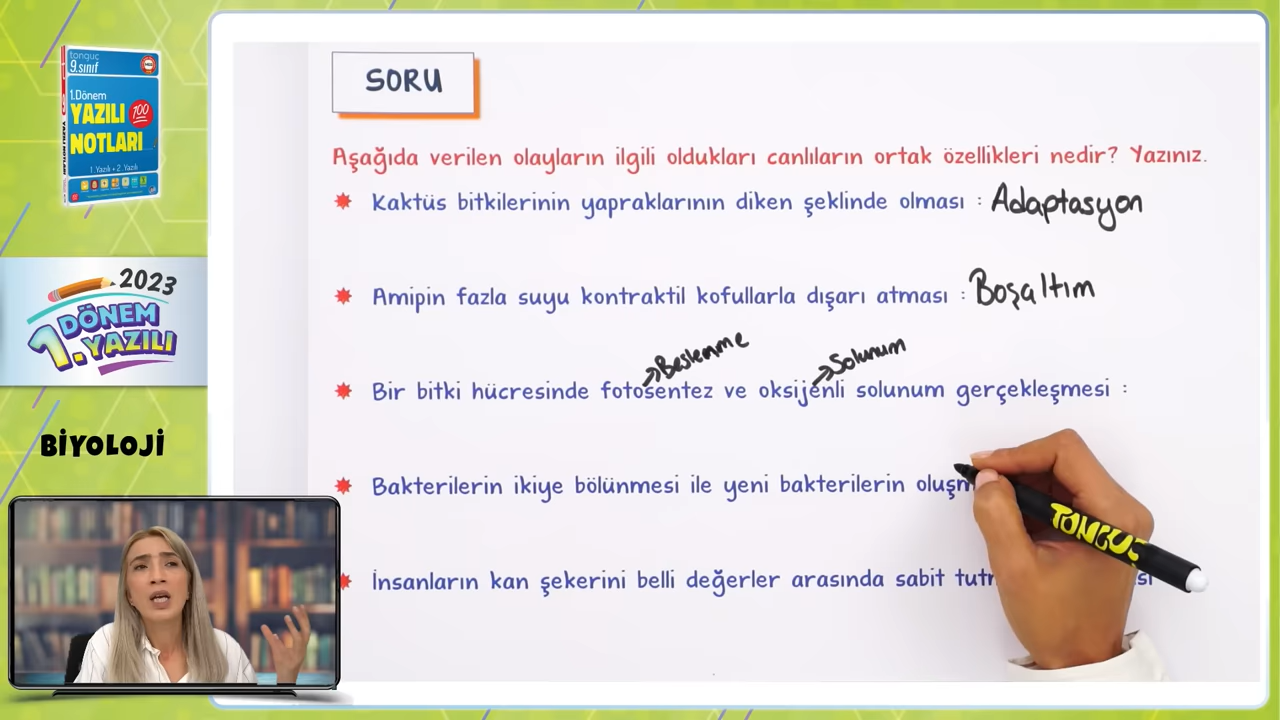 tonguç
9.sınıf
1.Dönem
YAZILI
100
NOTLARI
1.Yazılı + 2.Yazılı
YAZILI NOTLARI
2023
1. DÖNEM
YAZILI
BİYOLOJİ
SORU
Aşağıda verilen olayların ilgili oldukları canlıların ortak özellikleri nedir? Yazınız.
Kaktüs bitkilerinin yapraklarının diken şeklinde olması : Adaptasyon
Amipin fazla suyu kontraktil kofullarla dışarı atması : Boşaltım
→Beslenme →Solunum
Bir bitki hücresinde fotosentez ve oksijenli solunum gerçekleşmesi :
Bakterilerin ikiye bölünmesi ile yeni bakterilerin
İnsanların kan şekerini belli değerler arasında sabit
TONGUÇ